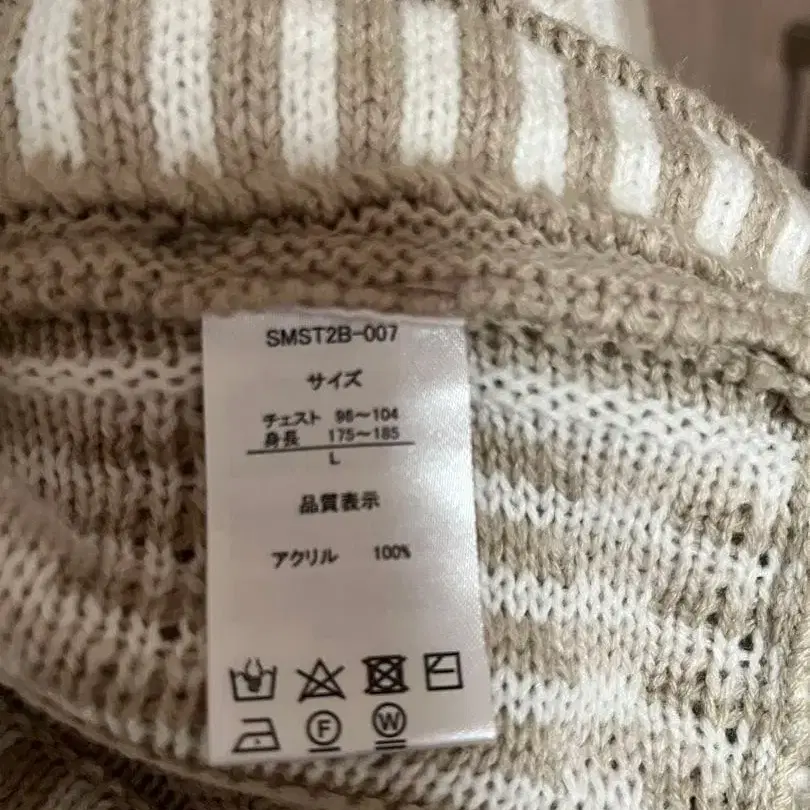 SMST2B-007
サイズ
チェスト 96～104
身長 175～185
L
品質表示
アクリル 100%
F
W